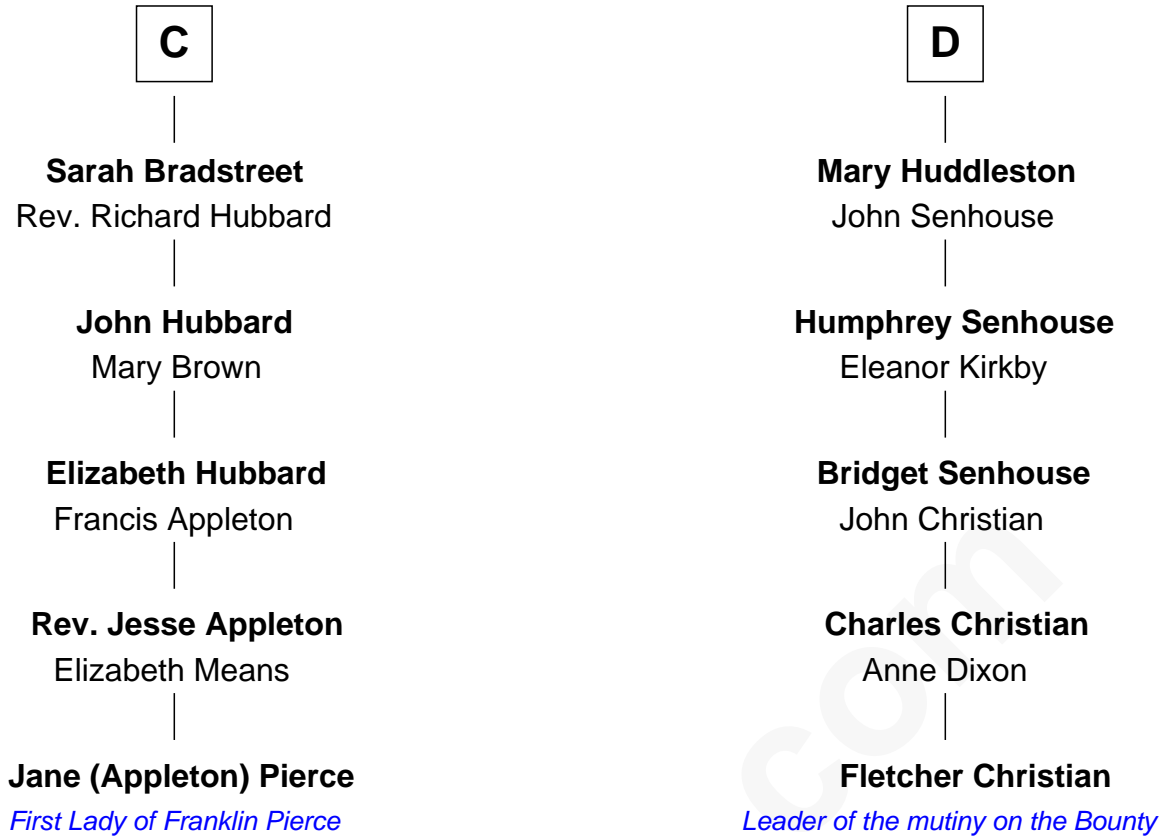 C
Sarah Bradstreet
Rev. Richard Hubbard
John Hubbard
Mary Brown
Elizabeth Hubbard
Francis Appleton
Rev. Jesse Appleton
Elizabeth Means
Jane (Appleton) Pierce
First Lady of Franklin Pierce
D
Mary Huddleston
John Senhouse
Humphrey Senhouse
Eleanor Kirkby
Bridget Senhouse
John Christian
Charles Christian
Anne Dixon
Fletcher Christian
Leader of the mutiny on the Bounty
com